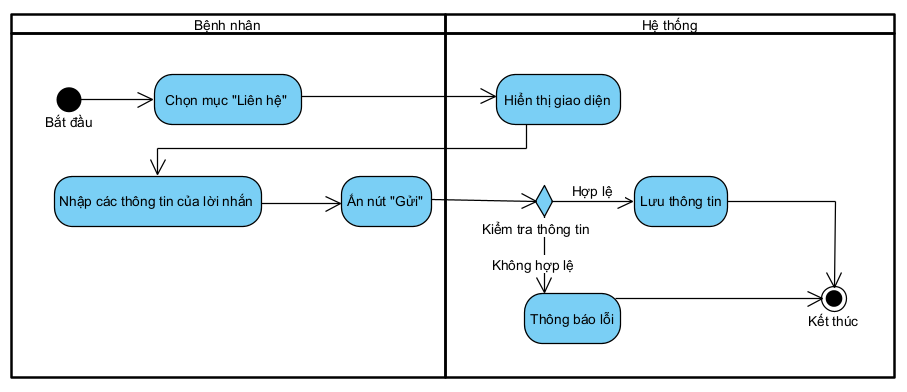 Bệnh nhân
Hệ thống
Bắt đầu
Chọn mục "Liên hệ"
Hiển thị giao diện
Nhập các thông tin của lời nhắn
Ấn nút "Gửi"
Kiểm tra thông tin
Hợp lệ
Lưu thông tin
Không hợp lệ
Thông báo lỗi
Kết thúc